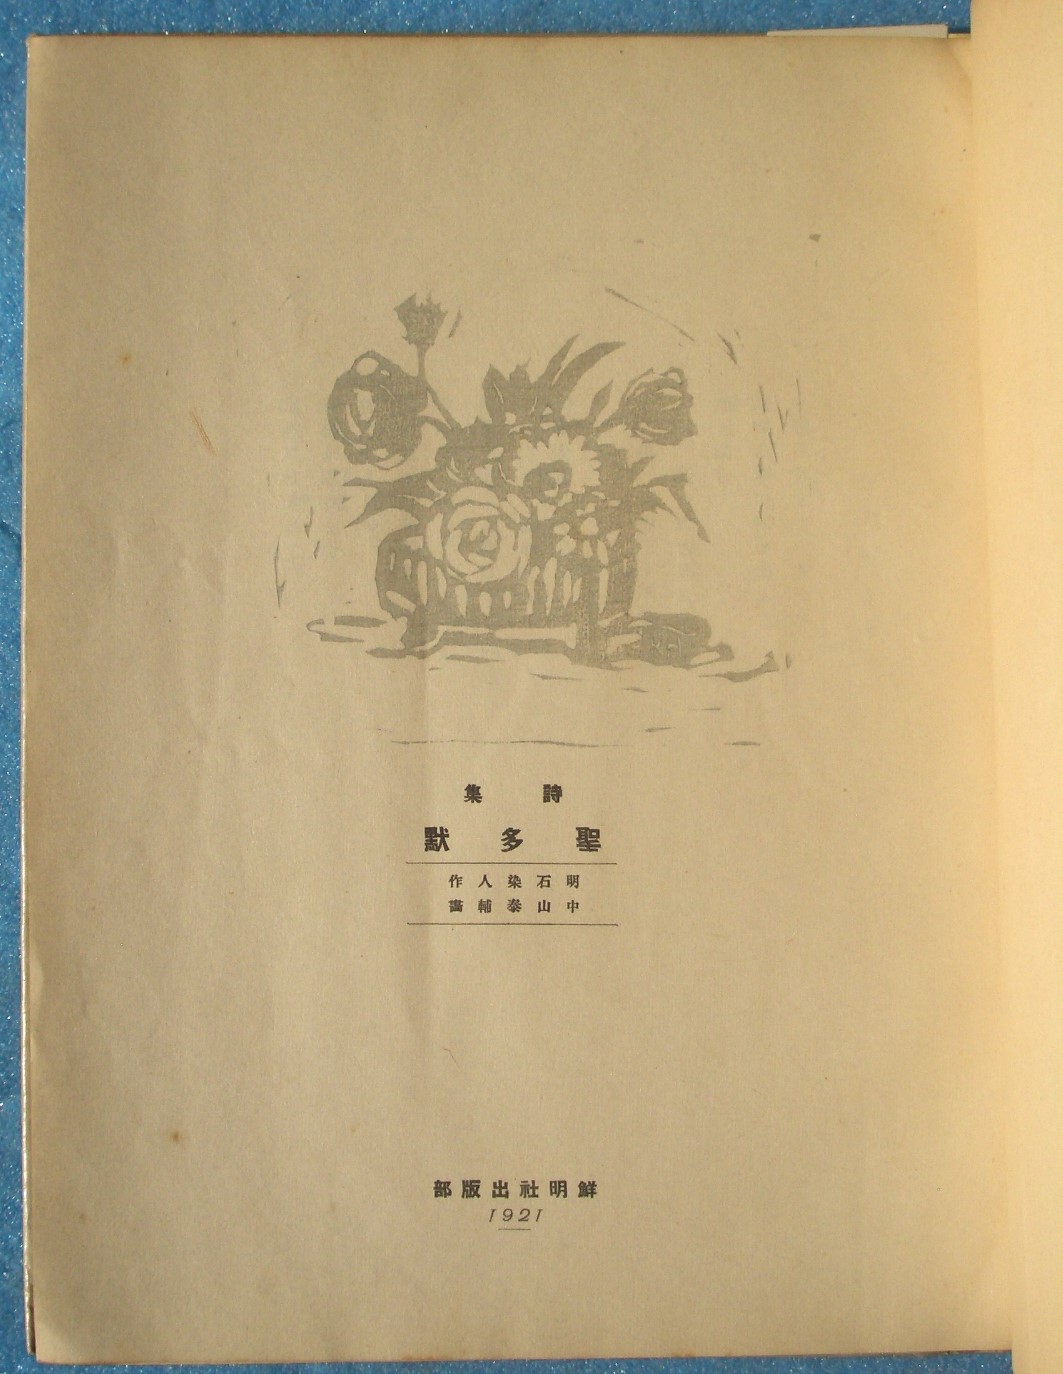 詩集
聖多默
明石染人作
中山泰輔畵
鮮明社出版部
1921